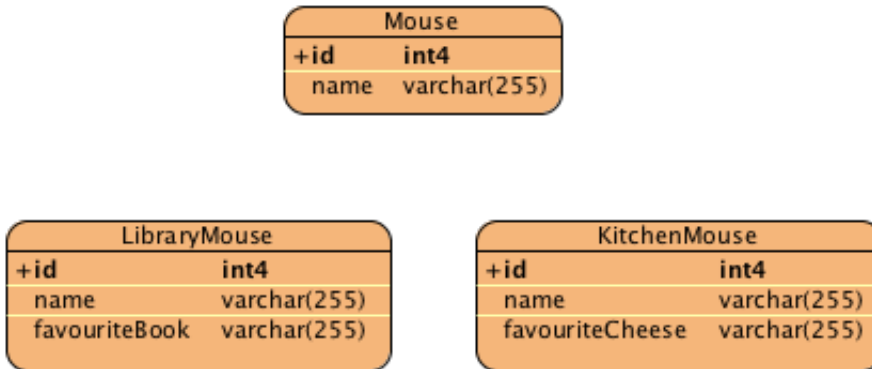 Mouse
+id int4
name varchar(255)
LibraryMouse
+id int4
name varchar(255)
favouriteBook varchar(255)
KitchenMouse
+id int4
name varchar(255)
favouriteCheese varchar(255)